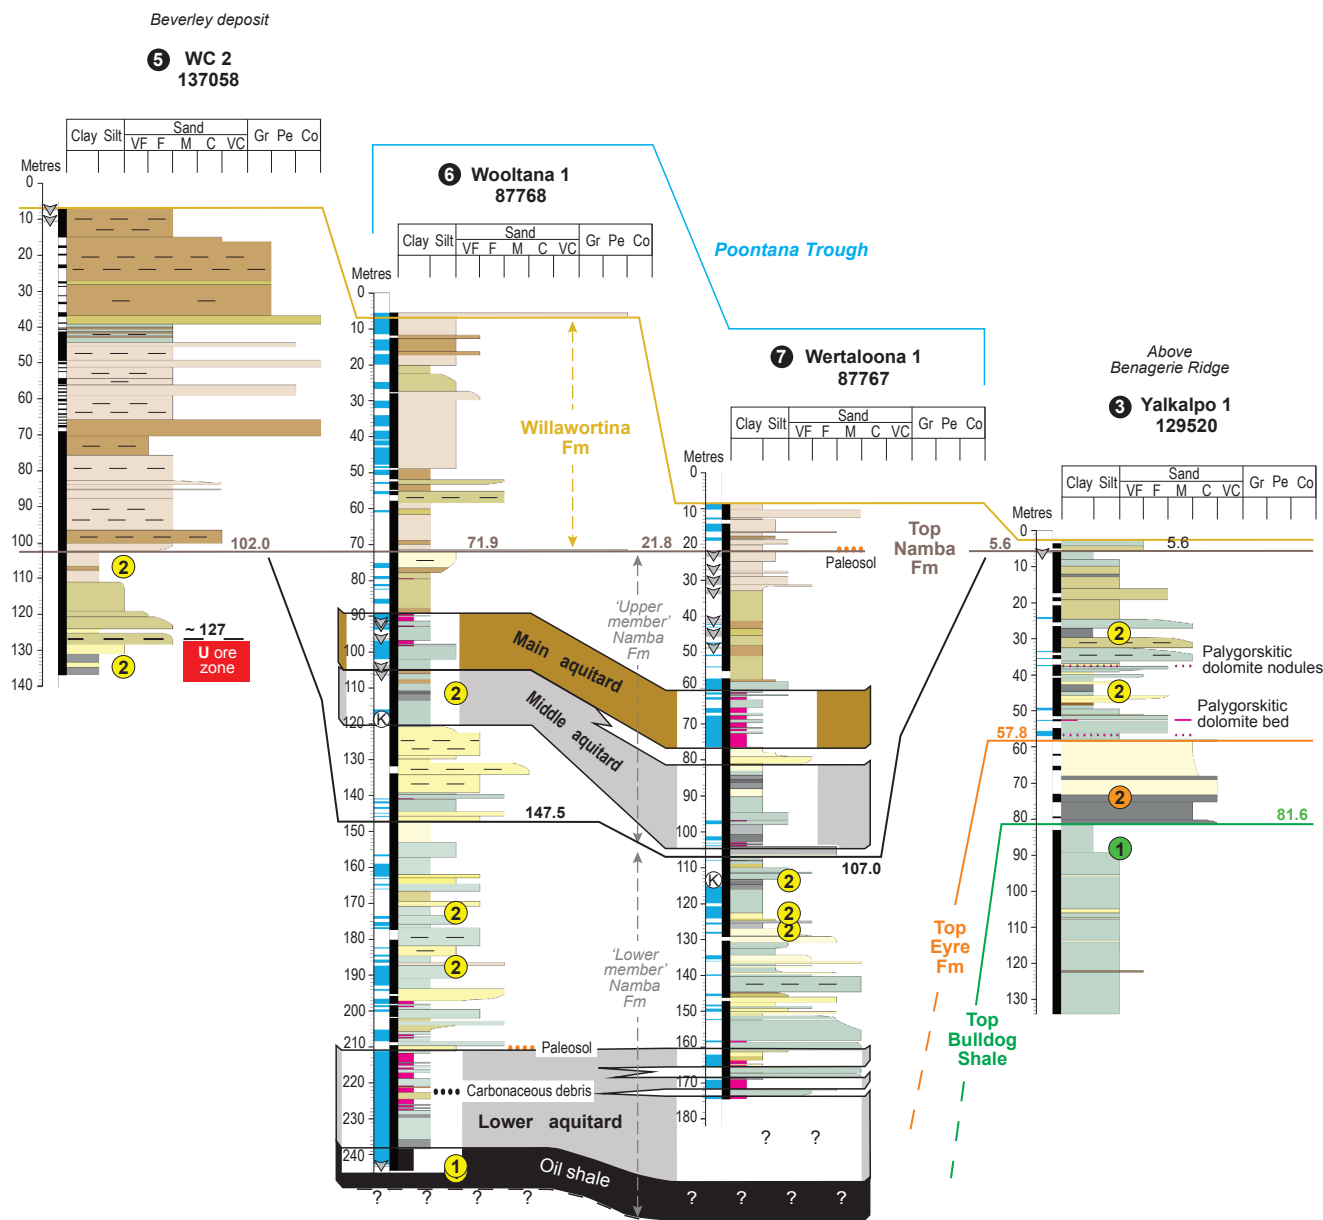 Beverley deposit
5 WC 2
137058
Clay Silt Sand Gr Pe Co
VF F M C VC
Metres
0
10
20
30
40
50
60
70
80
90
100
110
120
130
140
102.0
2
~ 127
U ore
zone
2
6 Wooltana 1
87768
Clay Silt Sand Gr Pe Co
VF F M C VC
Metres
0
10
20
30
40
50
60
70
80
90
100
110
120
130
140
150
160
170
180
190
200
210
220
230
240
Willawortina
Fm
71.9
21.8
'Upper
member'
Namba
Fm
Main aquitard
Middle
aquitard
2
K
147.5
2
2
'Lower
member'
Namba
Fm
Paleosol
Carbonaceous debris
Lower aquitard
1
Oil shale
? ? ? ? ? ? ? ?
Poontana Trough
7 Wertaloona 1
87767
Clay Silt Sand Gr Pe Co
VF F M C VC
Metres
0
10
20
30
40
50
60
70
80
90
100
110
120
130
140
150
160
170
180
Paleosol
Top
Namba
Fm
107.0
K
2
2
2
? ?
Above
Benagerie Ridge
3 Yalkalpo 1
129520
Clay Silt Sand Gr Pe Co
VF F M C VC
Metres
0
10
20
30
40
50
60
70
80
90
100
110
120
130
5.6
5.6
2
Palygorskitic
dolomite nodules
2
Palygorskitic
dolomite bed
57.8
2
81.6
1
Top
Eyre
Fm
Top
Bulldog
Shale